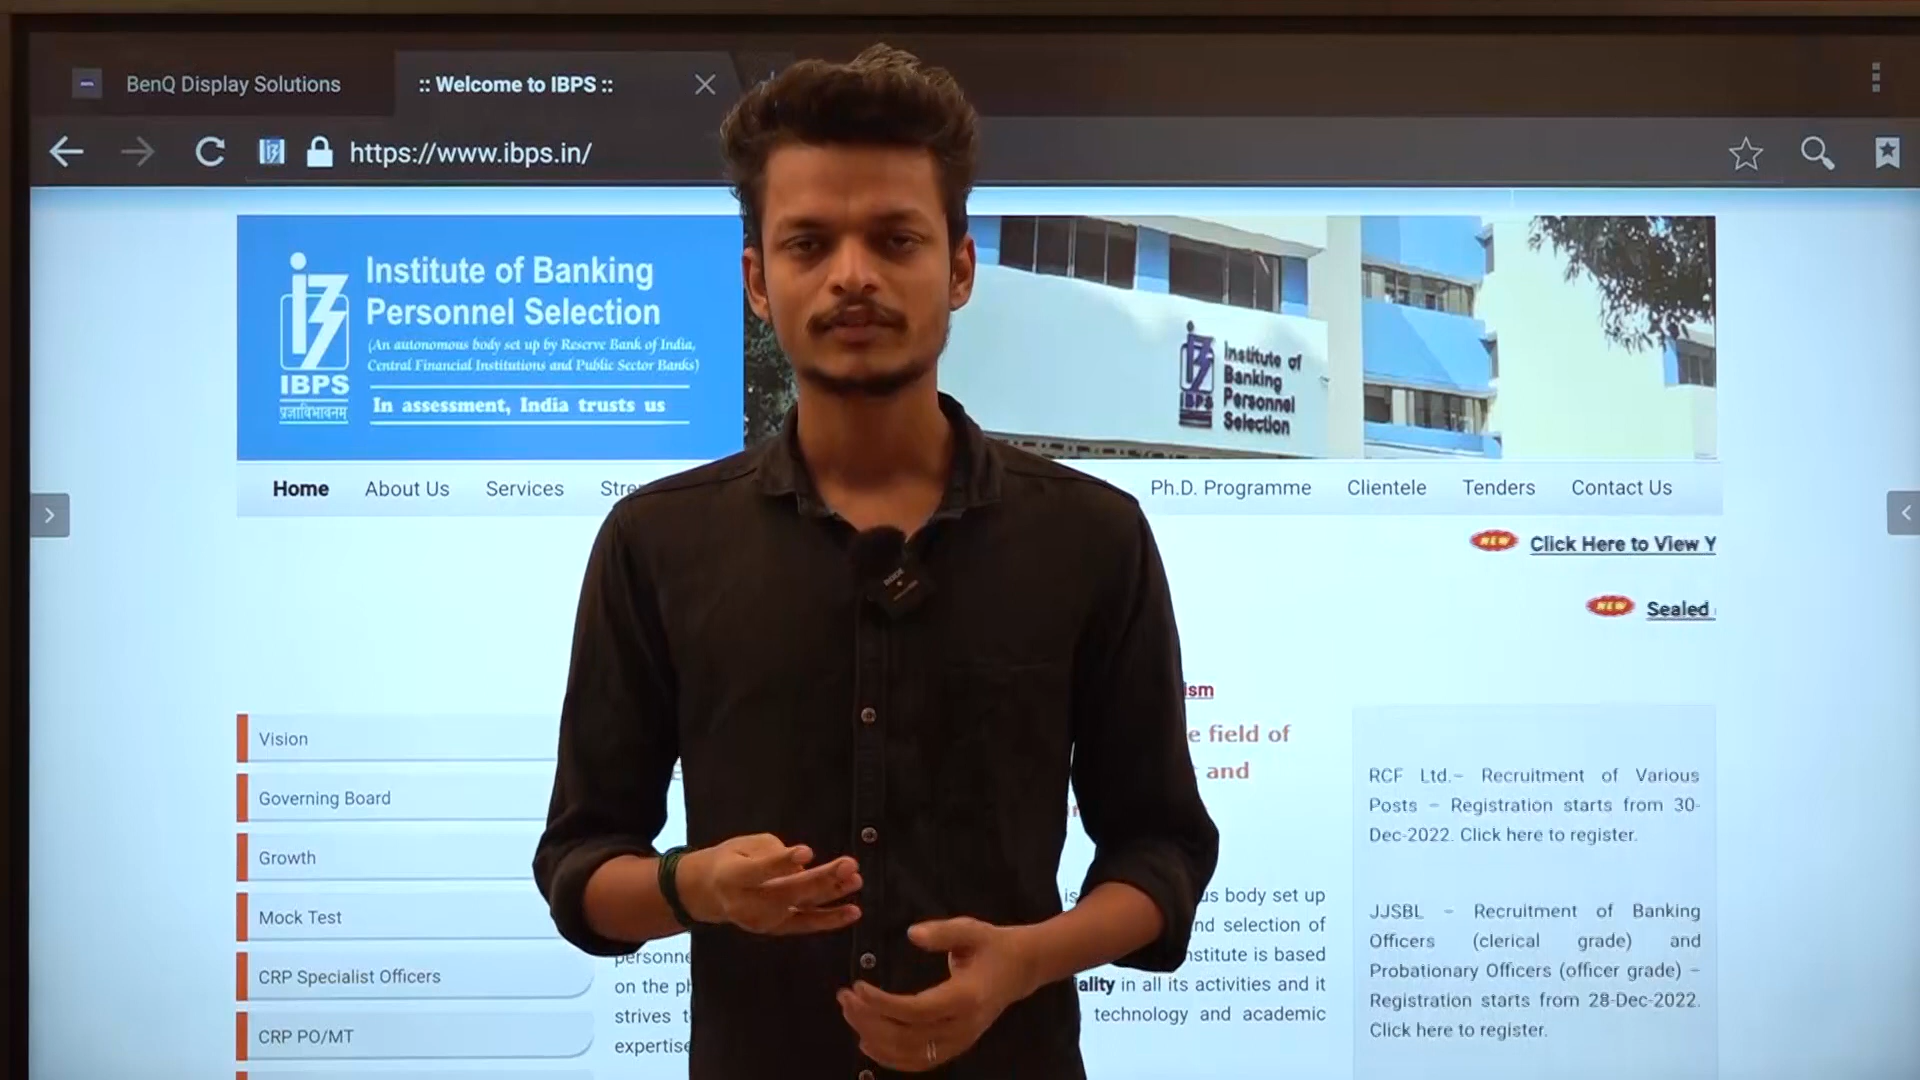 BenQ Display Solutions
:: Welcome to IBPS ::
https://www.ibps.in/
Institute of Banking
Personnel Selection
(An autonomous body set up by Reserve Bank of India,
Central Financial Institutions and Public Sector Banks)
IBPS
प्रज्ञाविभावनम्
In assessment, India trusts us
Institute of
Banking
Personnel
Selection
IBPS
Home About Us Services Ph.D. Programme Clientele Tenders Contact Us
NEW Click Here to View Y
NEW Sealed
ism
e field of
and
Vision
Governing Board
Growth
Mock Test
CRP Specialist Officers
CRP PO/MT
is us body set up
nd selection of
personne nstitute is based
on the ph ality in all its activities and it
strives t technology and academic
expertise
RCF Ltd.– Recruitment of Various
Posts – Registration starts from 30-
Dec-2022. Click here to register.
JJSBL – Recruitment of Banking
Officers (clerical grade) and
Probationary Officers (officer grade) –
Registration starts from 28-Dec-2022.
Click here to register.